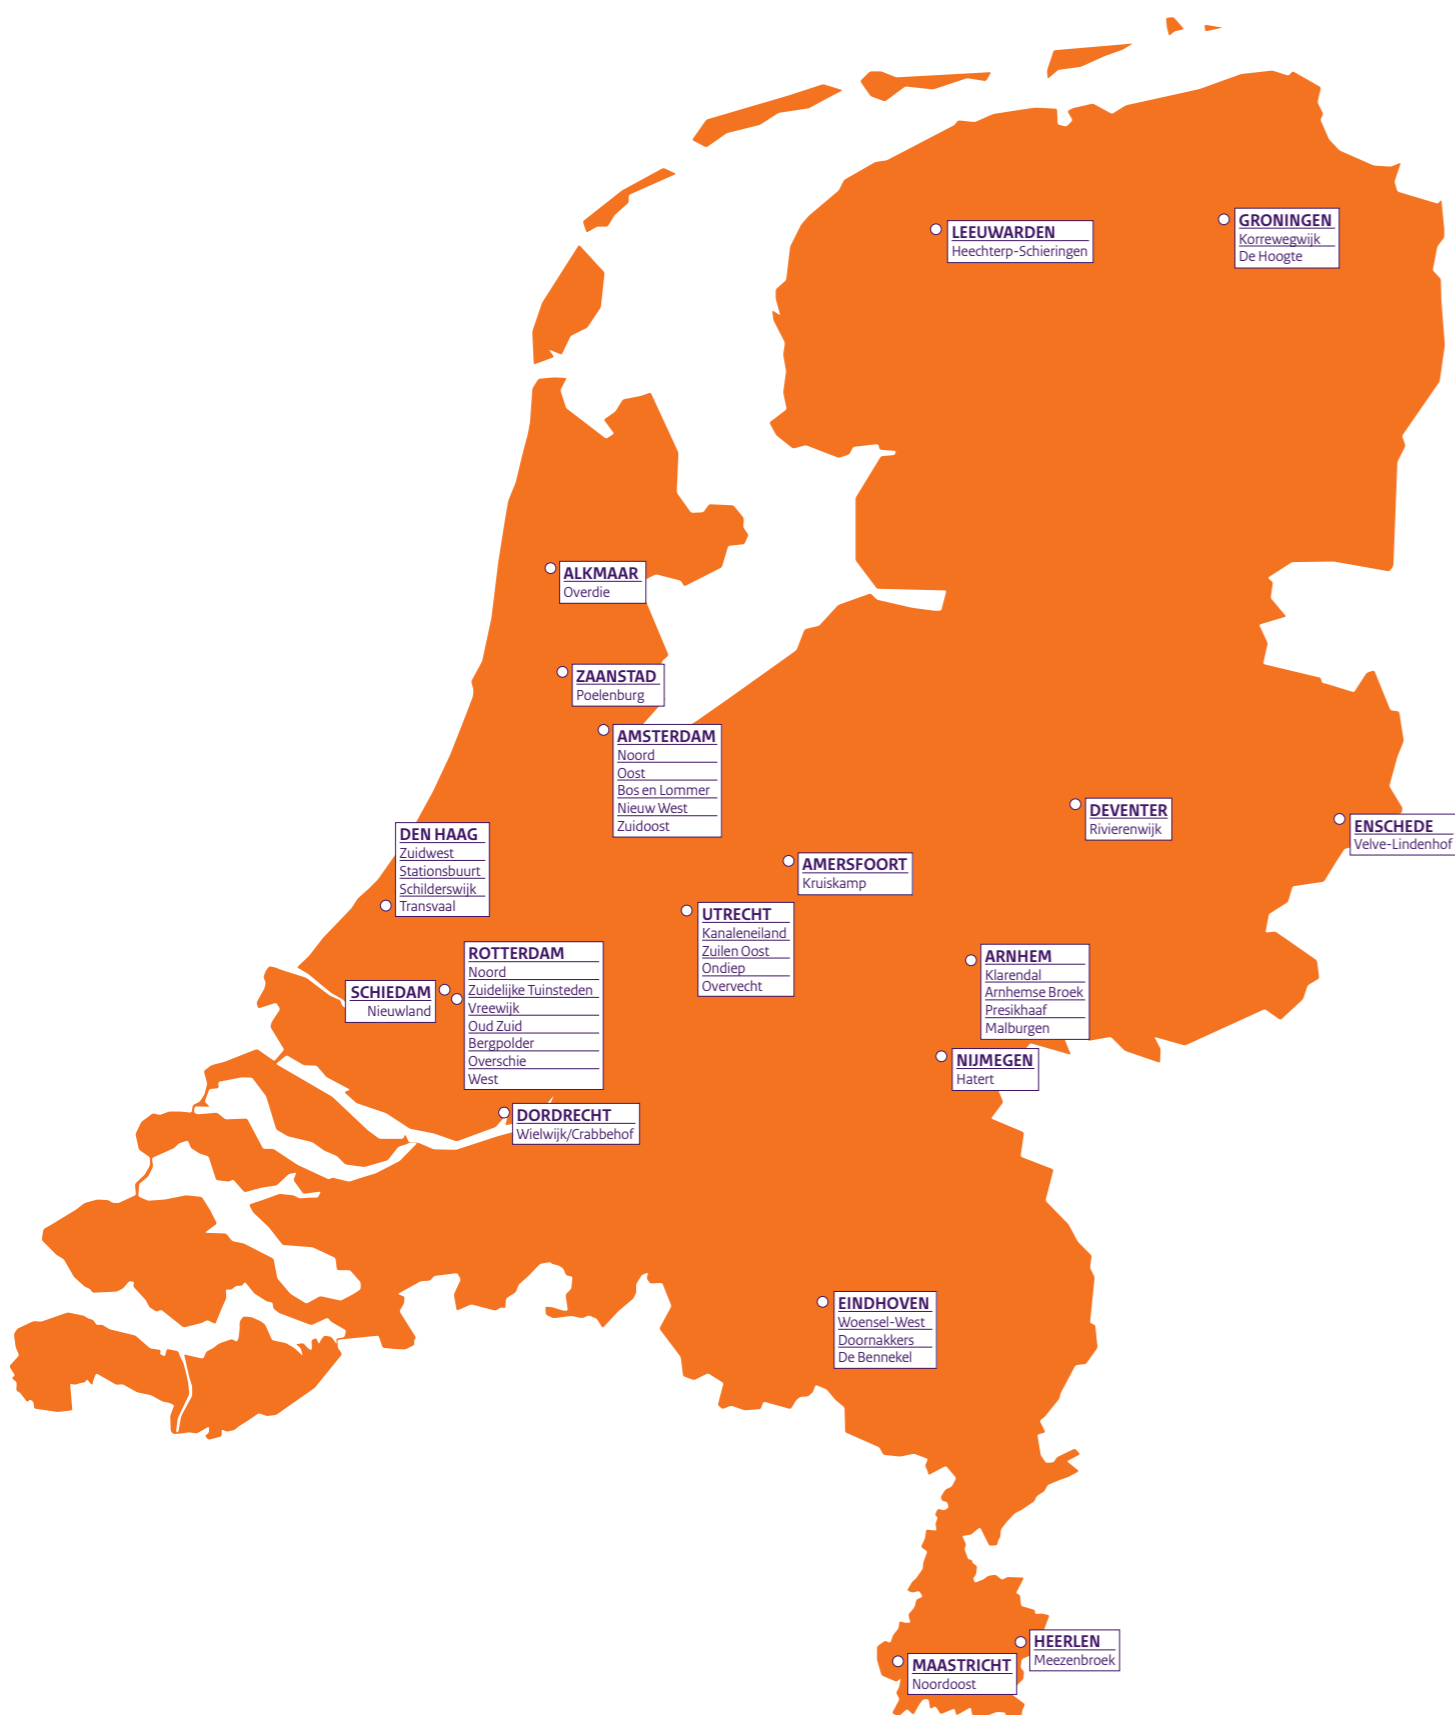 LEEUWARDEN
Heechterp-Schieringen
GRONINGEN
Korrewegwijk
De Hoogte
ALKMAAR
Overdie
ZAANSTAD
Poelenburg
AMSTERDAM
Noord
Oost
Bos en Lommer
Nieuw West
Zuidoost
DEVENTER
Rivierenwijk
ENSCHEDE
Velve-Lindenhof
DEN HAAG
Zuidwest
Stationsbuurt
Schilderswijk
Transvaal
AMERSFOORT
Kruiskamp
UTRECHT
Kanaleneiland
Zuilen Oost
Ondiep
Overvecht
ROTTERDAM
Noord
Zuidelijke Tuinsteden
Vreewijk
Oud Zuid
Bergpolder
Overschie
West
SCHIEDAM
Nieuwland
ARNHEM
Klarendal
Arnhemse Broek
Presikhaaf
Malburgen
NIJMEGEN
Hatert
DORDRECHT
Wielwijk/Crabbehof
EINDHOVEN
Woensel-West
Doornakkers
De Bennekel
HEERLEN
Meezenbroek
MAASTRICHT
Noordoost